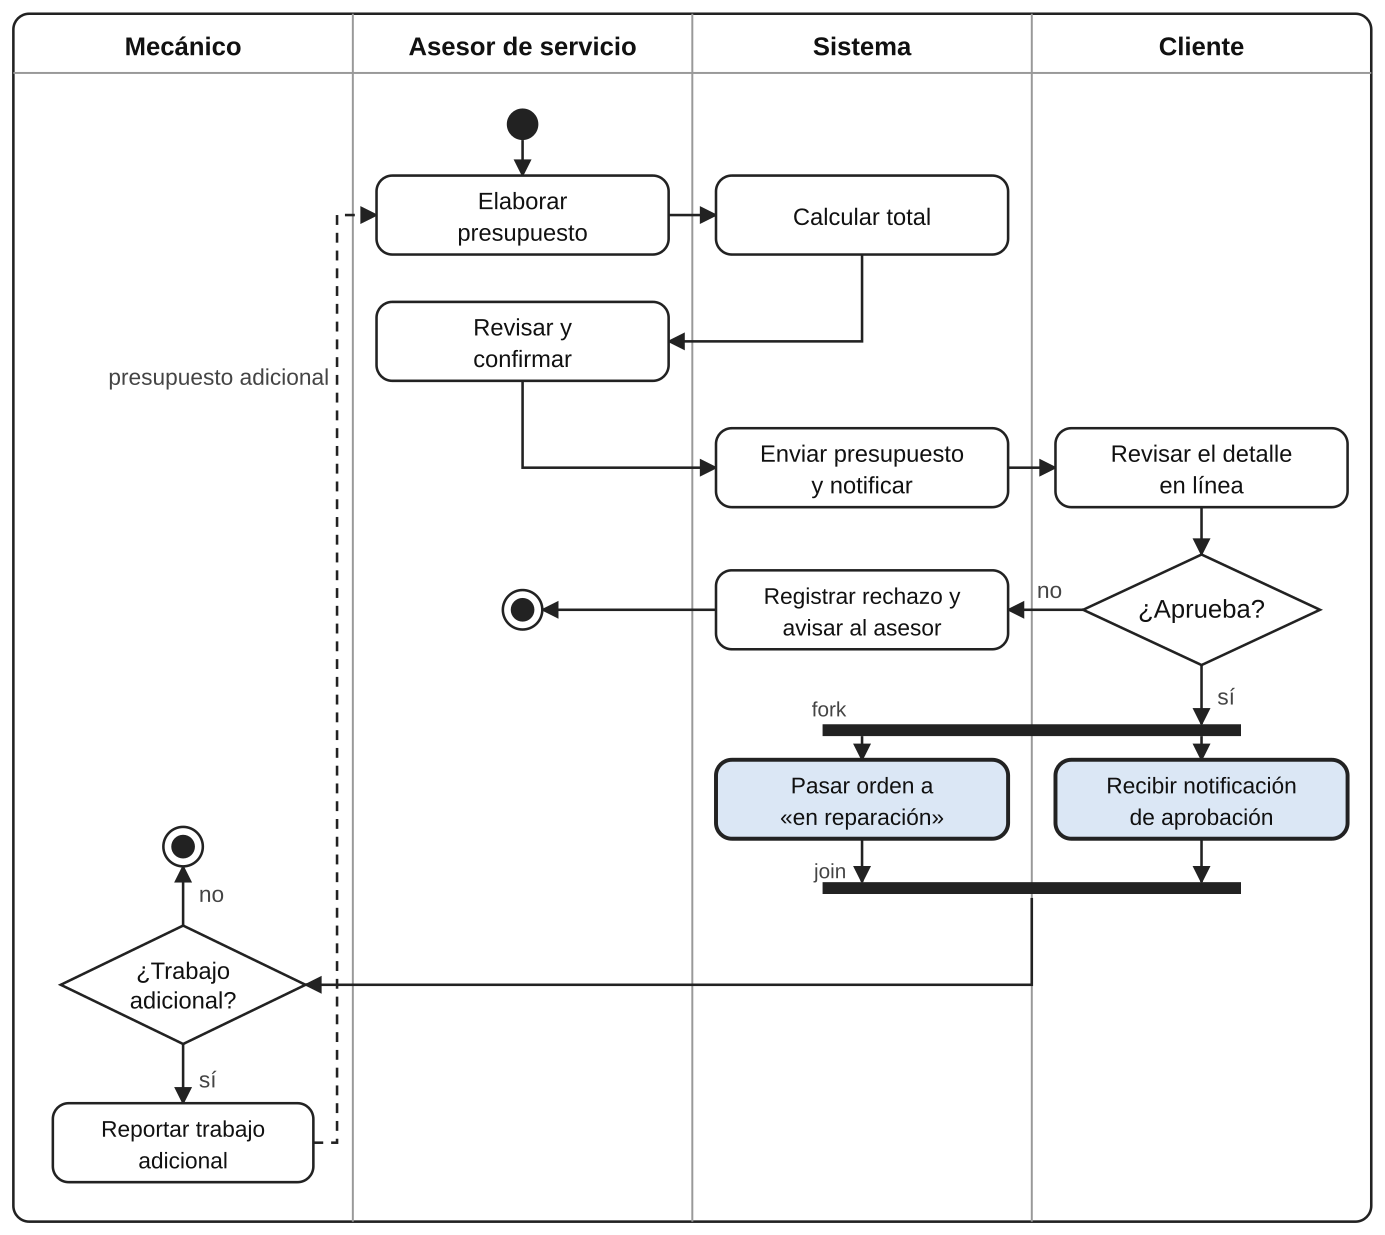 Mecánico
Asesor de servicio
Sistema
Cliente
Elaborar
presupuesto
Calcular total
Revisar y
confirmar
presupuesto adicional
Enviar presupuesto
y notificar
Revisar el detalle
en línea
Registrar rechazo y
avisar al asesor
no
¿Aprueba?
sí
fork
Pasar orden a
«en reparación»
Recibir notificación
de aprobación
join
no
¿Trabajo
adicional?
sí
Reportar trabajo
adicional